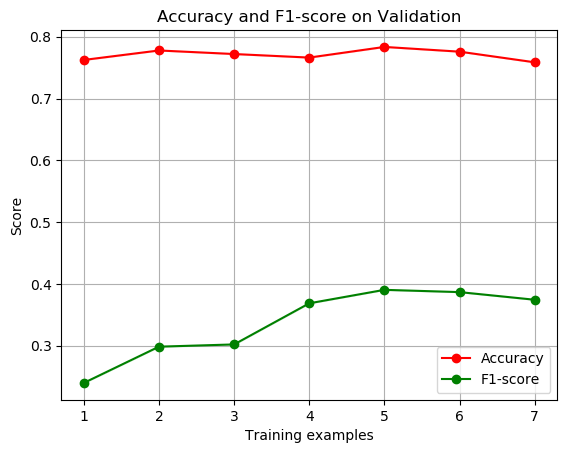 Accuracy and F1-score on Validation
0.8
0.7
0.6
0.5
0.4
0.3
Score
Accuracy
F1-score
1 2 3 4 5 6 7
Training examples